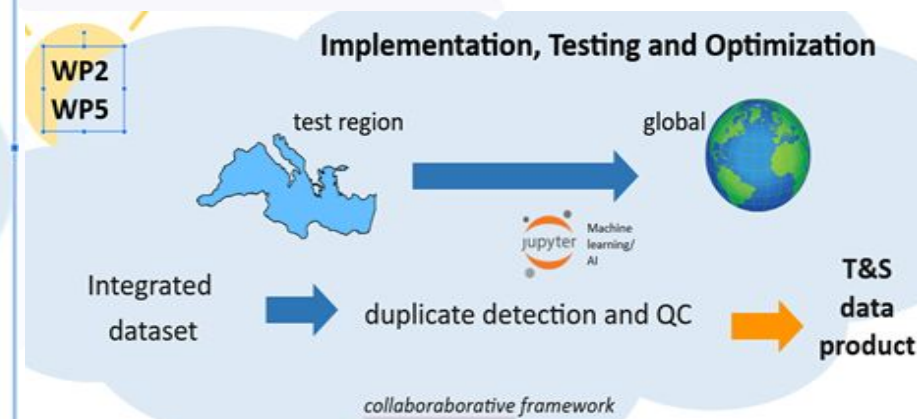 Implementation, Testing and Optimization
WP2
WP5
test region
global
jupyter
Machine
learning/
AI
Integrated
dataset
duplicate detection and QC
T&S
data
product
collaboraborative framework